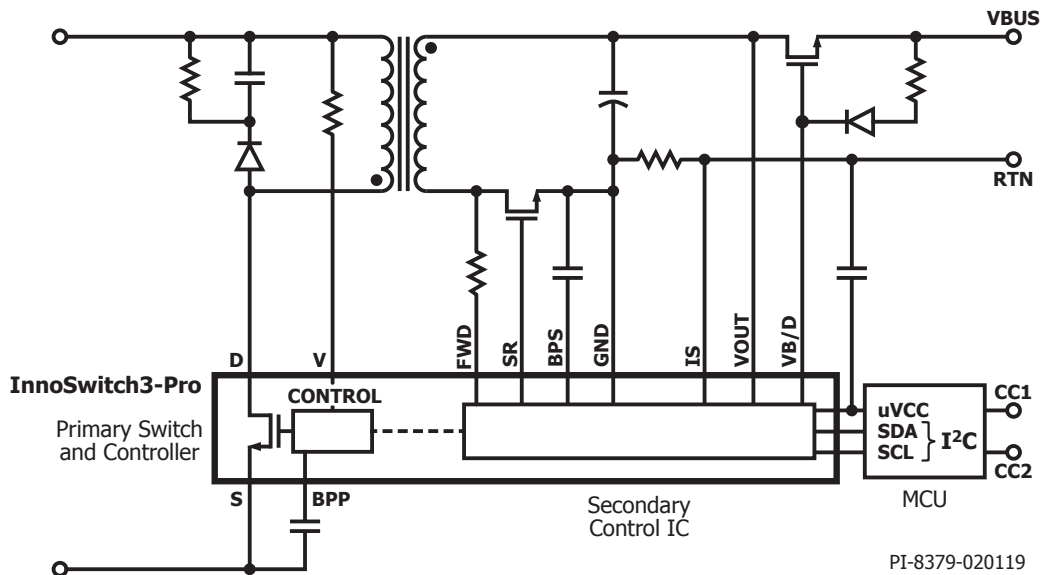 VBUS
RTN
FWD
SR
BPS
GND
IS
VOUT
VB/D
D
V
InnoSwitch3-Pro
CONTROL
Primary Switch
and Controller
uVCC
SDA
SCL
I²C
CC1
CC2
S
BPP
Secondary
Control IC
MCU
PI-8379-020119